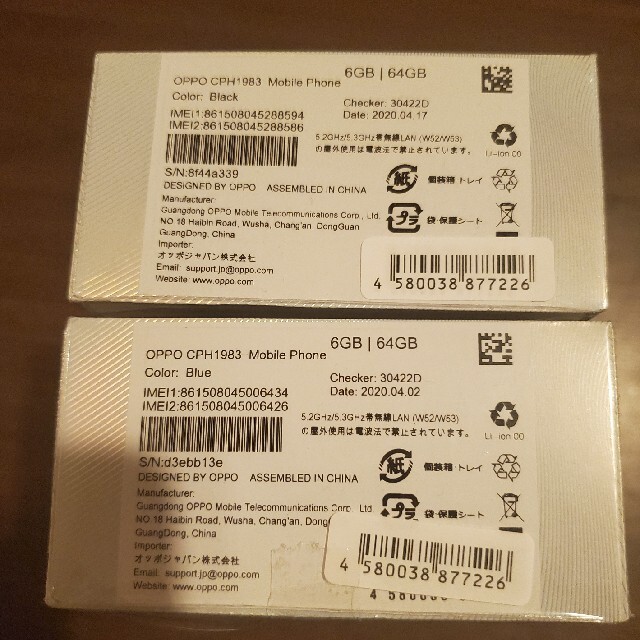 6GB | 64GB
OPPO CPH1983 Mobile Phone
Color: Black
Checker: 30422D
IMEI1:861508045288594
Date: 2020.04.17
IMEI2:861508045288586
5.2GHz/5.3GHz帯無線LAN (W52/W53)
の屋外使用は電波法で禁止されています。
Li-ion 00
S/N:8f44a339
紙 個装箱・トレイ
DESIGNED BY OPPO ASSEMBLED IN CHINA
Manufacturer:
Guangdong OPPO Mobile Telecommunications Corp., Ltd.
プラ 袋・保護シート
NO.18 Haibin Road, Wusha, Chang'an, DongGuan
GuangDong, China
Importer:
オッポジャパン株式会社
Email: support.jp@oppo.com
Website: www.oppo.com
4 580038 877226
6GB | 64GB
OPPO CPH1983 Mobile Phone
Color: Blue
Checker: 30422D
IMEI1:861508045006434
Date: 2020.04.02
IMEI2:861508045006426
5.2GHz/5.3GHz帯無線LAN (W52/W53)
の屋外使用は電波法で禁止されています。
Li-ion 00
S/N:d3ebb13e
紙 個装箱・トレイ
DESIGNED BY OPPO ASSEMBLED IN CHINA
Manufacturer:
Guangdong OPPO Mobile Telecommunications Corp., Ltd
プラ 袋・保護シート
NO.18 Haibin Road, Wusha, Chang'an, Dong
GuangDong, China
Importer:
オッポジャパン株式会社
Email: support.jp@oppo.com
Website: www.oppo.com
4 580038 877226